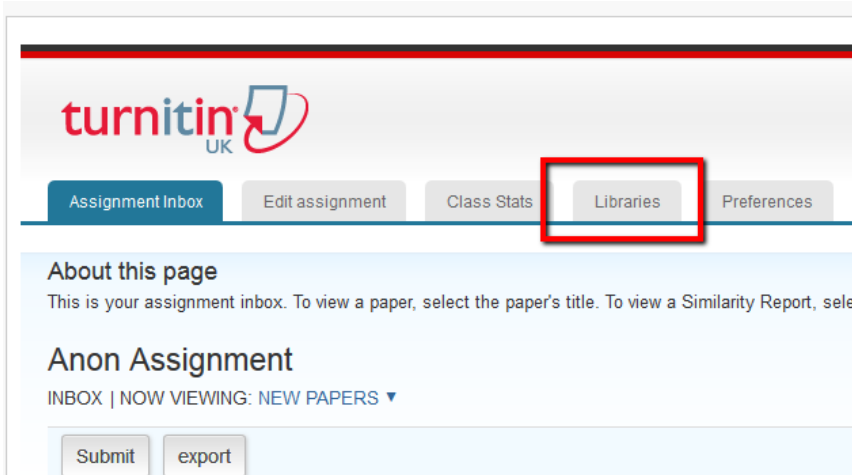 turnitin
UK
Assignment Inbox Edit assignment Class Stats Libraries Preferences
About this page
This is your assignment inbox. To view a paper, select the paper's title. To view a Similarity Report, sele
Anon Assignment
INBOX | NOW VIEWING: NEW PAPERS ▼
Submit export